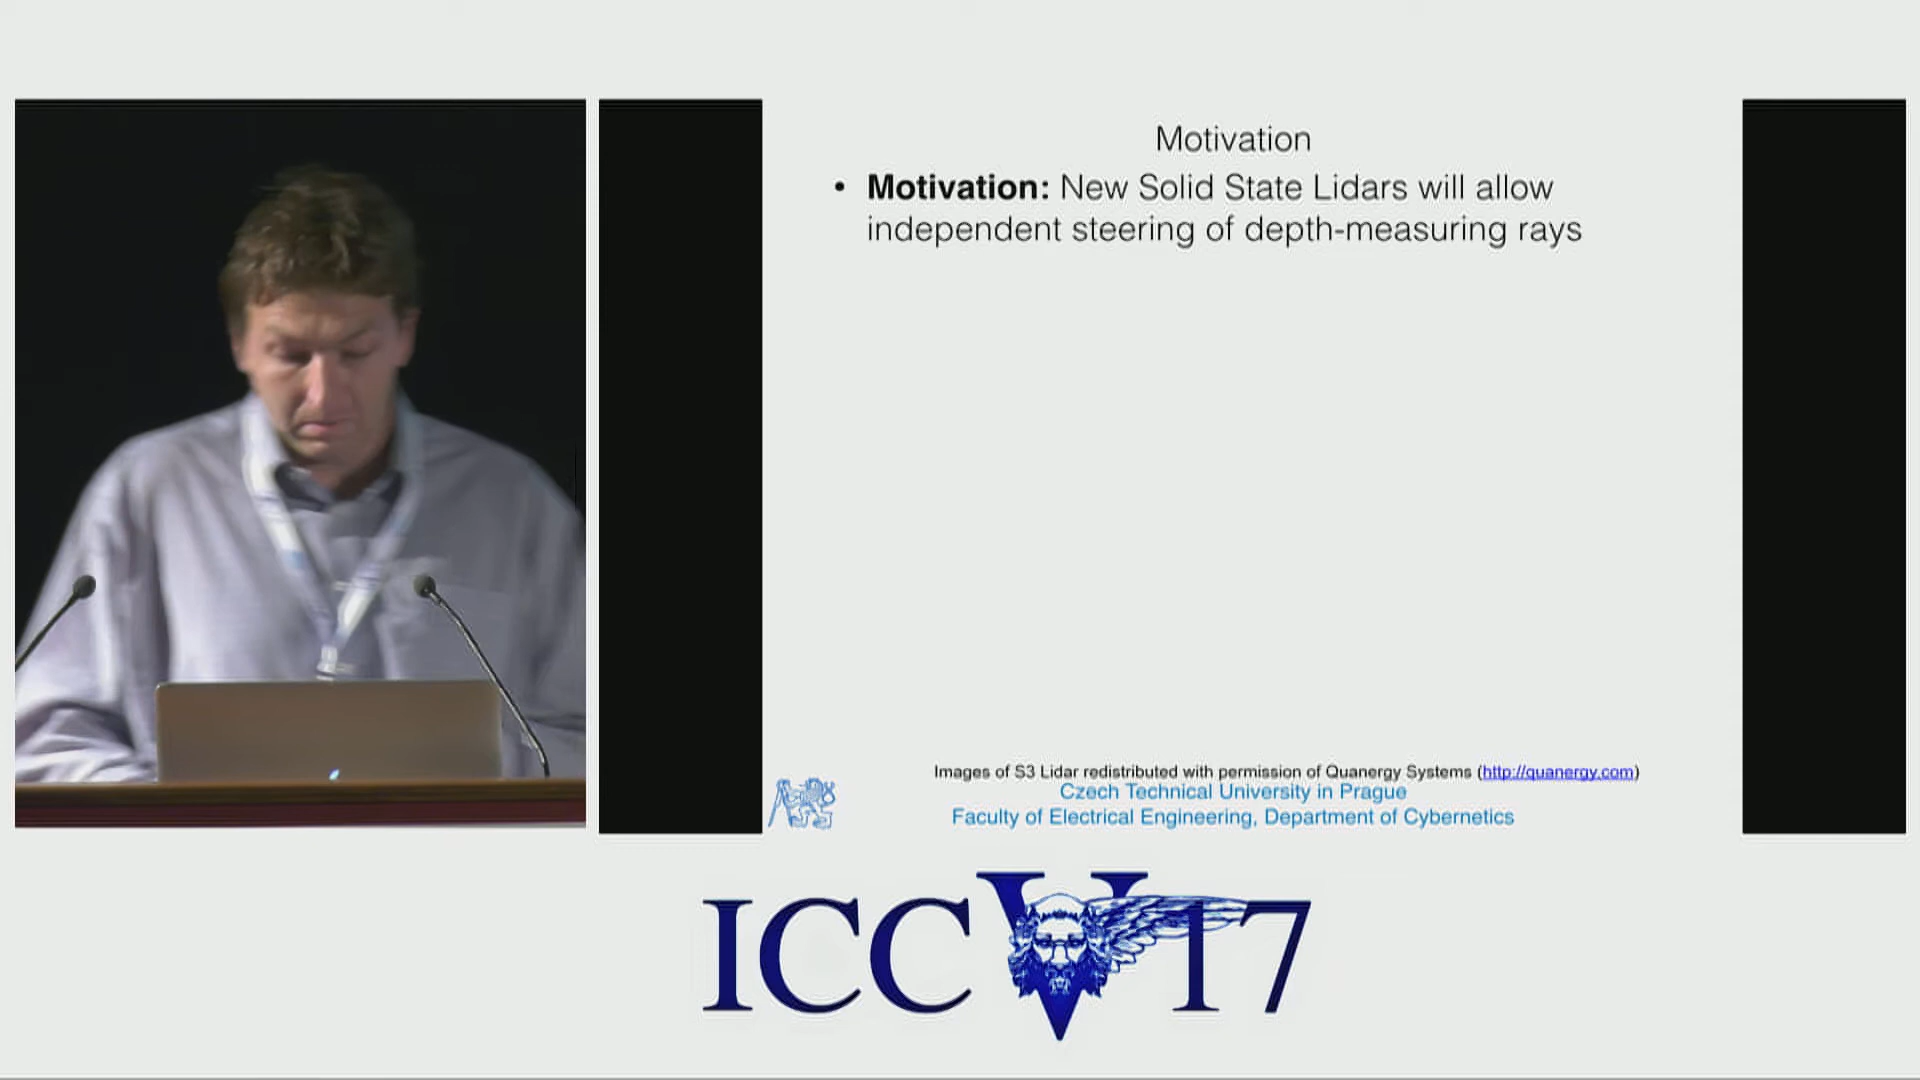 Motivation
• Motivation: New Solid State Lidars will allow
independent steering of depth-measuring rays
Images of S3 Lidar redistributed with permission of Quanergy Systems (http://quanergy.com)
Czech Technical University in Prague
Faculty of Electrical Engineering, Department of Cybernetics
ICCV17